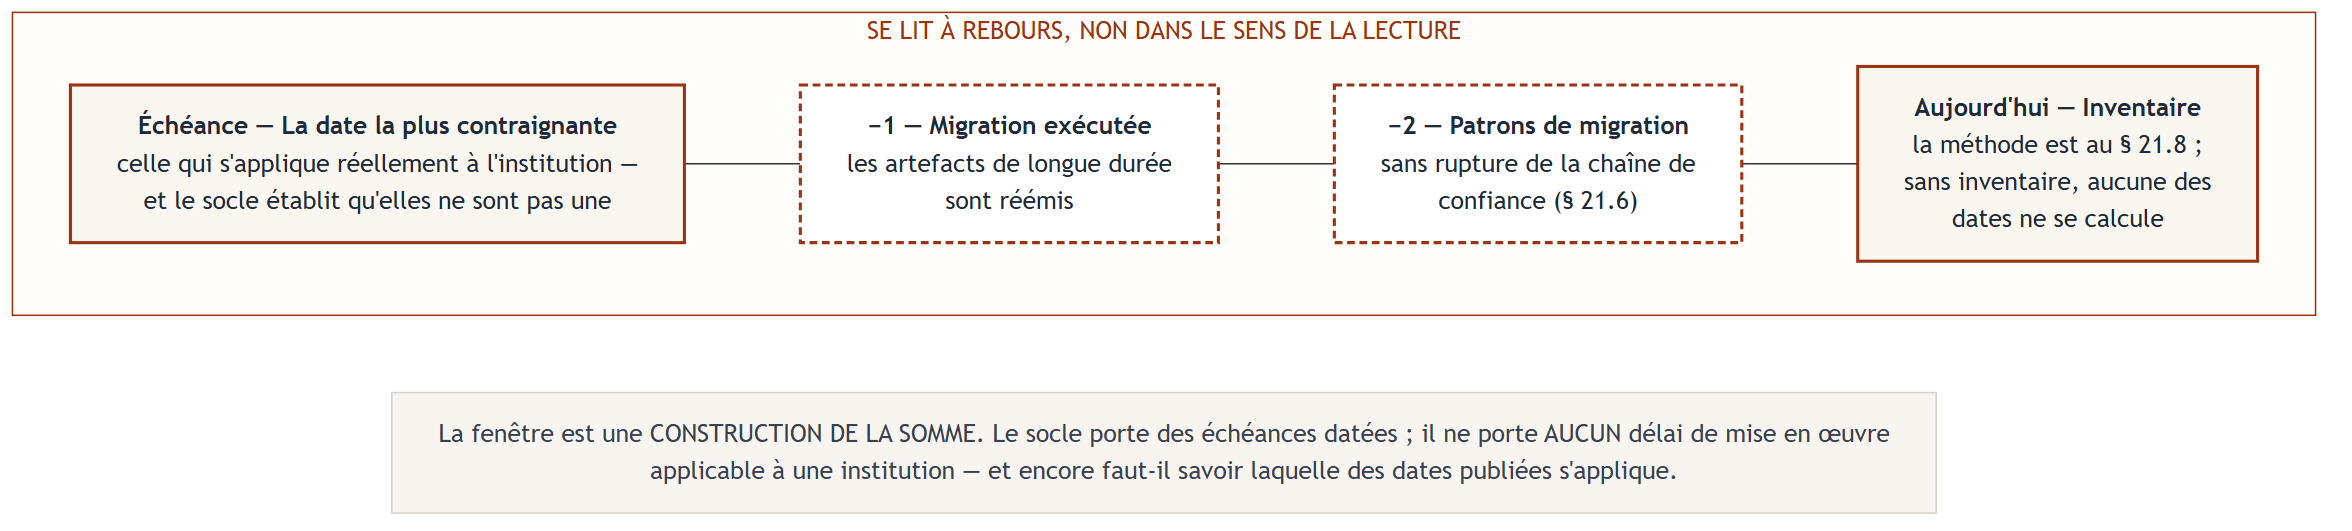 SE LIT À REBOURS, NON DANS LE SENS DE LA LECTURE
Échéance — La date la plus contraignante
celle qui s'applique réellement à l'institution —
et le socle établit qu'elles ne sont pas une
−1 — Migration exécutée
les artefacts de longue durée
sont réémis
−2 — Patrons de migration
sans rupture de la chaîne de
confiance (§ 21.6)
Aujourd'hui — Inventaire
la méthode est au § 21.8 ;
sans inventaire, aucune des
dates ne se calcule
La fenêtre est une CONSTRUCTION DE LA SOMME. Le socle porte des échéances datées ; il ne porte AUCUN délai de mise en œuvre
applicable à une institution — et encore faut-il savoir laquelle des dates publiées s'applique.